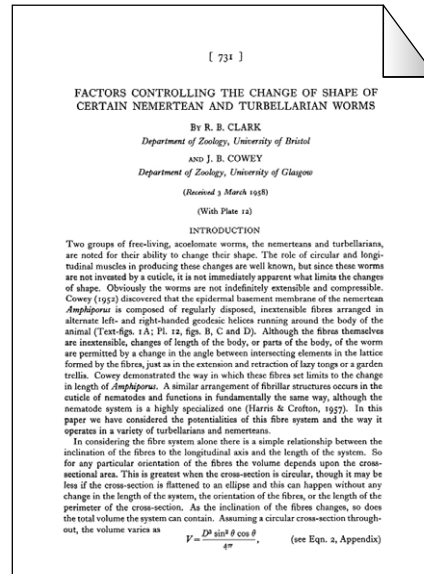 [ 731 ]
FACTORS CONTROLLING THE CHANGE OF SHAPE OF
CERTAIN NEMERTEAN AND TURBELLARIAN WORMS
By R. B. CLARK
Department of Zoology, University of Bristol
AND J. B. COWEY
Department of Zoology, University of Glasgow
(Received 3 March 1958)
(With Plate 12)
INTRODUCTION
Two groups of free-living, acoelomate worms, the nemerteans and turbellarians,
are noted for their ability to change their shape. The role of circular and longi-
tudinal muscles in producing these changes are well known, but since these worms
are not invested by a cuticle, it is not immediately apparent what limits the changes
of shape. Obviously the worms are not indefinitely extensible and compressible.
Cowey (1952) discovered that the epidermal basement membrane of the nemertean
Amphiporus is composed of regularly disposed, inextensible fibres arranged in
alternate left- and right-handed geodesic helices running around the body of the
animal (Text-figs. 1A; Pl. 12, figs. B, C and D). Although the fibres themselves
are inextensible, changes of length of the body, or parts of the body, of the worm
are permitted by a change in the angle between intersecting elements in the lattice
formed by the fibres, just as in the extension and retraction of lazy tongs or a garden
trellis. Cowey demonstrated the way in which these fibres set limits to the change
in length of Amphiporus. A similar arrangement of fibrillar structures occurs in the
cuticle of nematodes and functions in fundamentally the same way, although the
nematode system is a highly specialized one (Harris & Crofton, 1957). In this
paper we have considered the potentialities of this fibre system and the way it
operates in a variety of turbellarians and nemerteans.
In considering the fibre system alone there is a simple relationship between the
inclination of the fibres to the longitudinal axis and the length of the system. So
for any particular orientation of the fibres the volume depends upon the cross-
sectional area. This is greatest when the cross-section is circular, though it may be
less if the cross-section is flattened to an ellipse and this can happen without any
change in the length of the system, the orientation of the fibres, or the length of the
perimeter of the cross-section. As the inclination of the fibres changes, so does
the total volume the system can contain. Assuming a circular cross-section through-
out, the volume varies as
V = D³ sin² θ cos θ / 4π, (see Eqn. 2, Appendix)